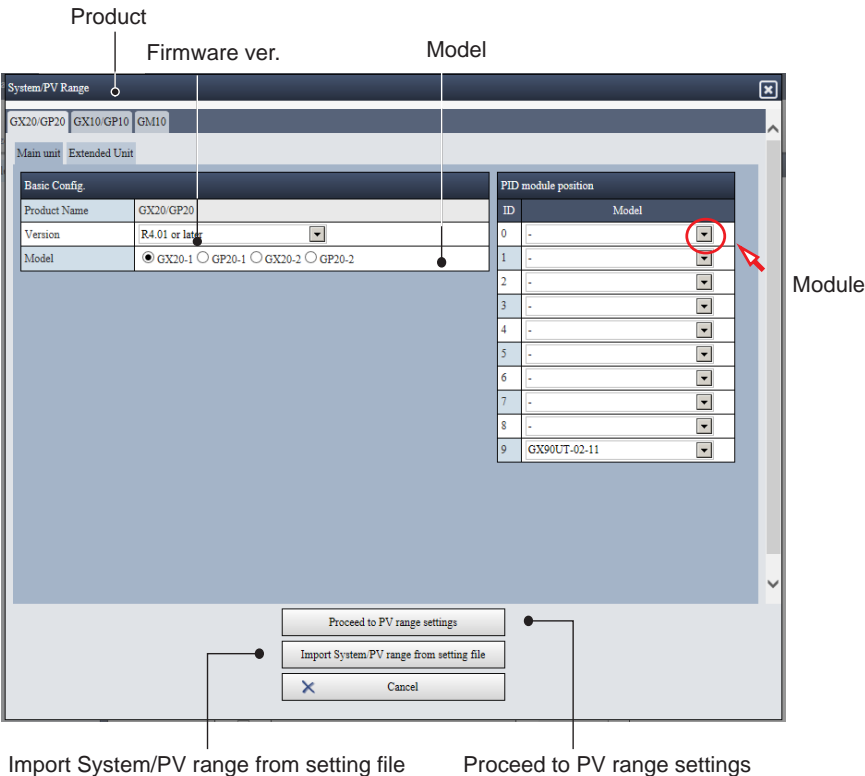 Product
Firmware ver.
Model
System/PV Range
GX20/GP20 GX10/GP10 GM10
Main unit Extended Unit
Basic Config.
Product Name GX20/GP20
Version R4.01 or later
Model GX20-1 GP20-1 GX20-2 GP20-2
PID module position
ID Model
0 -
1 -
2 -
3 -
4 -
5 -
6 -
7 -
8 -
9 GX90UT-02-11
Module
Proceed to PV range settings
Import System/PV range from setting file
Cancel
Import System/PV range from setting file
Proceed to PV range settings